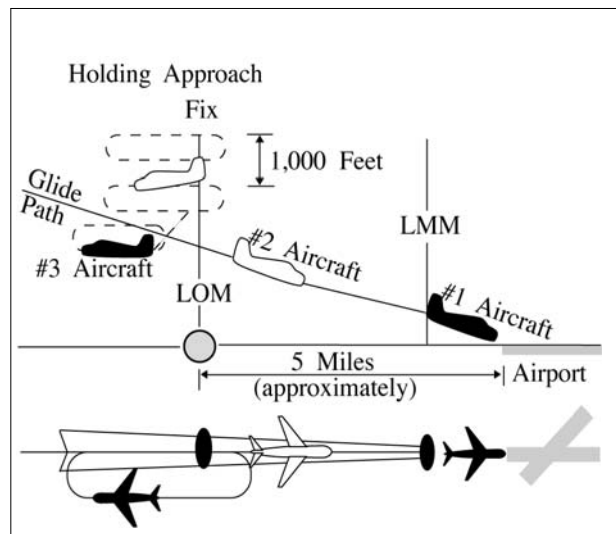 Holding Approach
Fix
1,000 Feet
Glide
Path
#2 Aircraft
LMM
#3 Aircraft
LOM
#1 Aircraft
5 Miles
(approximately)
Airport